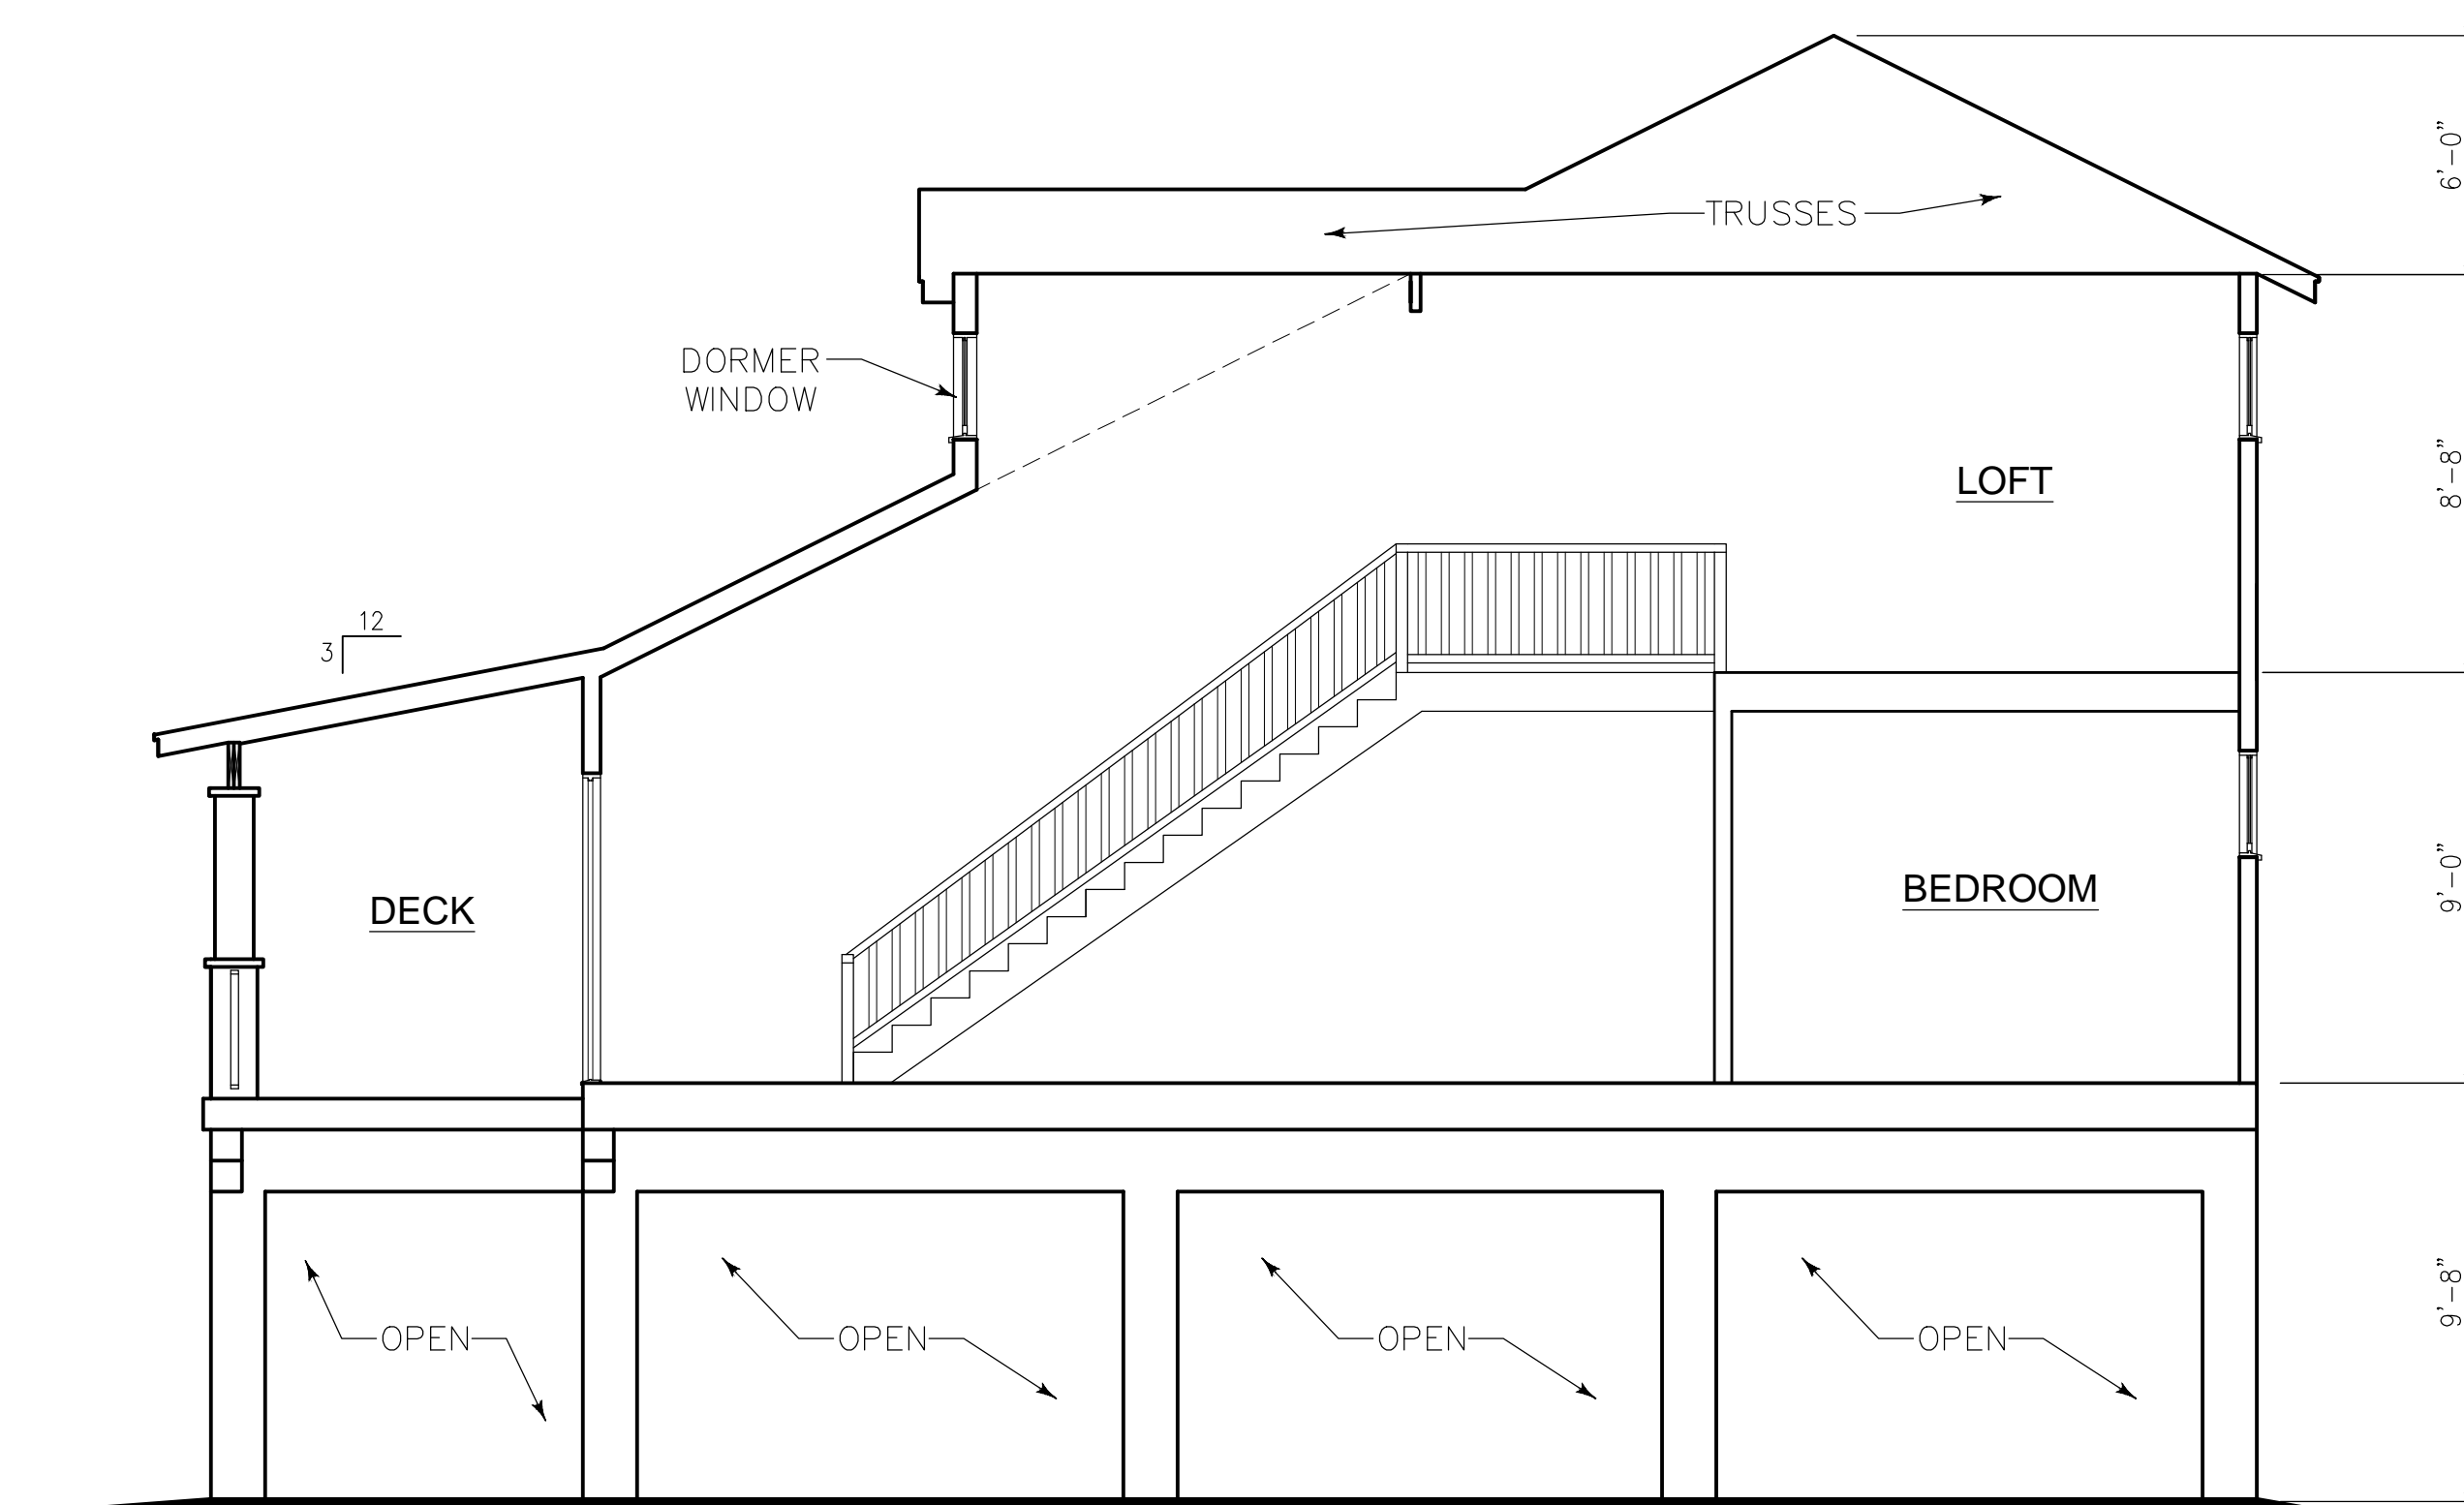 6'-0"
TRUSSES
DORMER
WINDOW
8'-8"
LOFT
12
3
9'-0"
DECK
BEDROOM
9'-8"
OPEN
OPEN
OPEN
OPEN